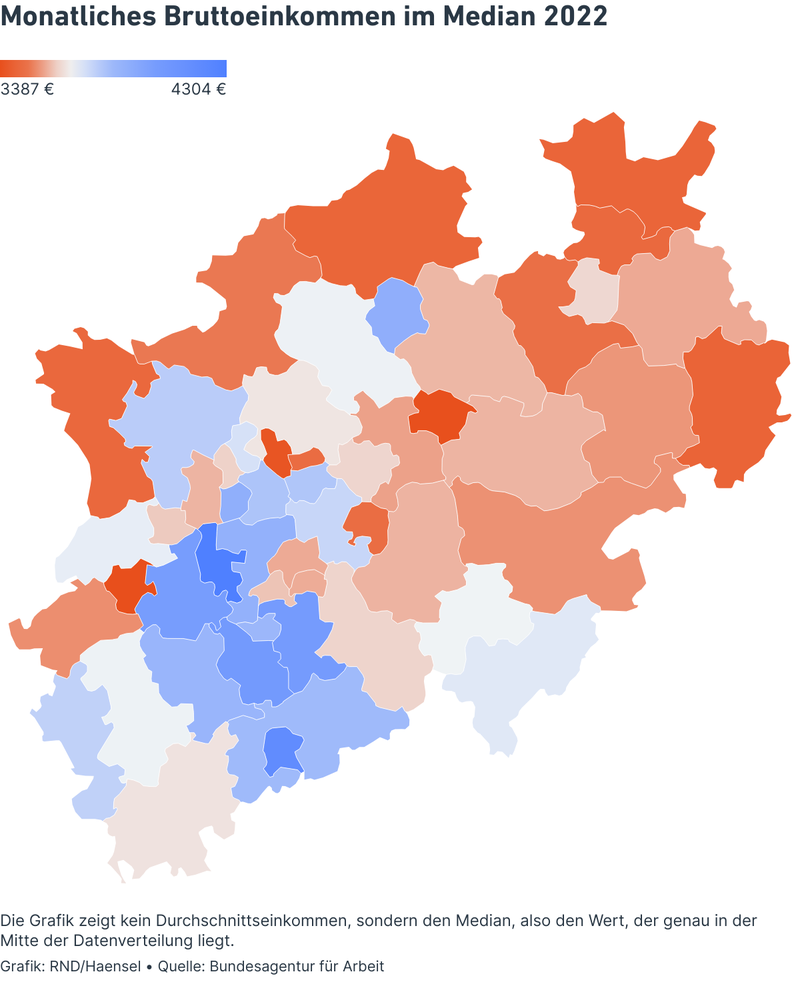 Monatliches Bruttoeinkommen im Median 2022
3387 € 4304 €
Die Grafik zeigt kein Durchschnittseinkommen, sondern den Median, also den Wert, der genau in der
Mitte der Datenverteilung liegt.
Grafik: RND/Haensel • Quelle: Bundesagentur für Arbeit